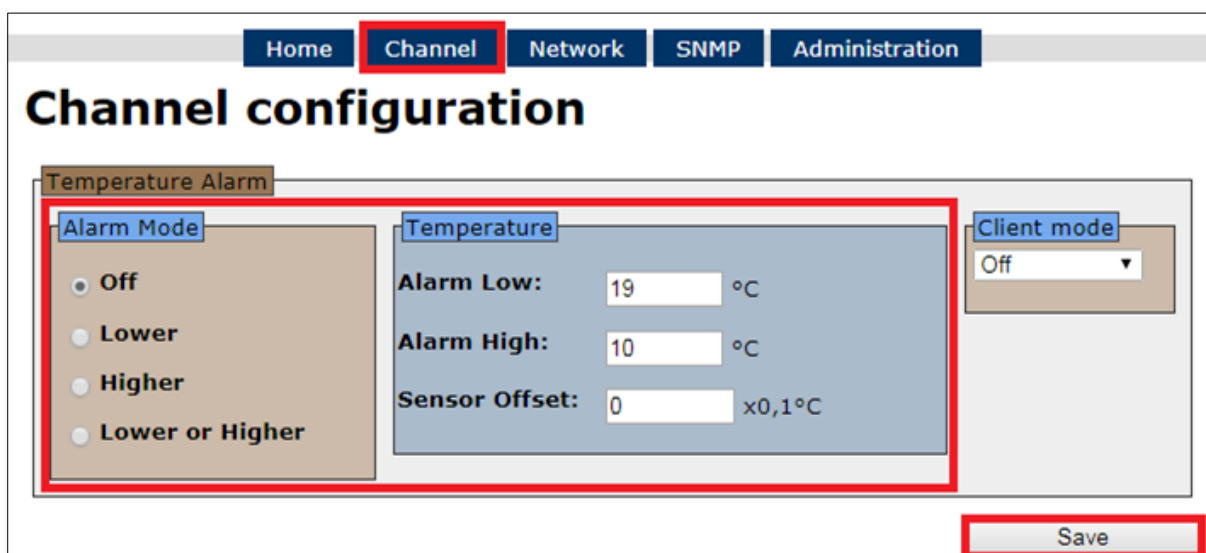 Home Channel Network SNMP Administration
Channel configuration
Temperature Alarm
Alarm Mode
Off
Lower
Higher
Lower or Higher
Temperature
Alarm Low: 19 °C
Alarm High: 10 °C
Sensor Offset: 0 x0,1°C
Client mode
Off
Save